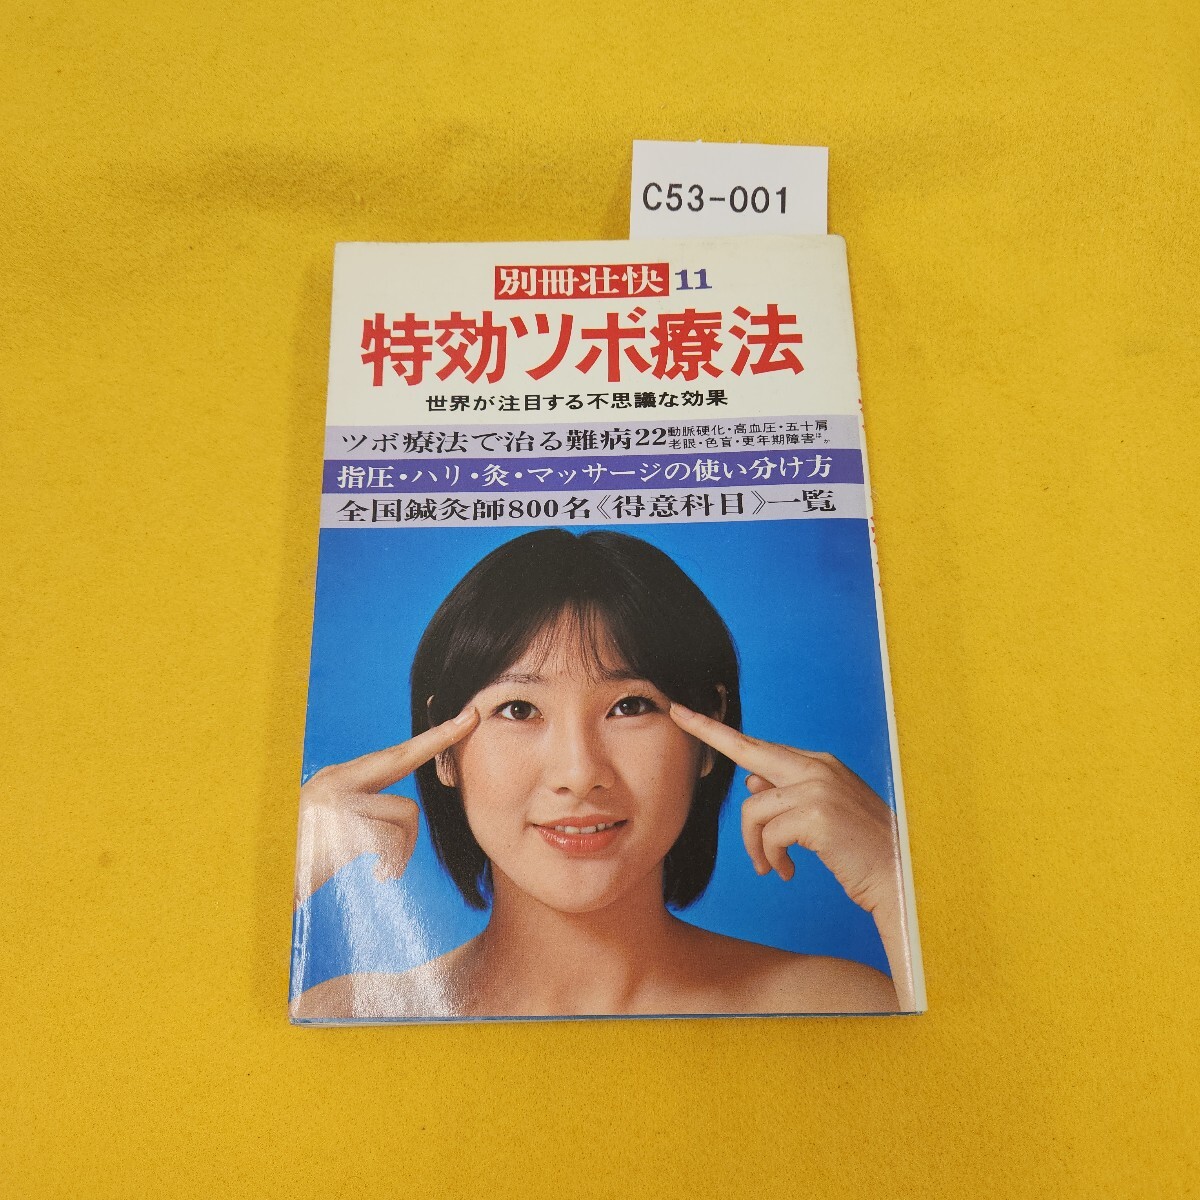 C53-001
別冊壮快 11
特効ツボ療法
世界が注目する不思議な効果
ツボ療法で治る難病22 動脈硬化・高血圧・五十肩
老眼・色盲・更年期障害ほか
指圧・ハリ・灸・マッサージの使い分け方
全国鍼灸師800名《得意科目》一覧